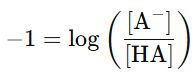 −1 = log ( [A⁻] / [HA] )